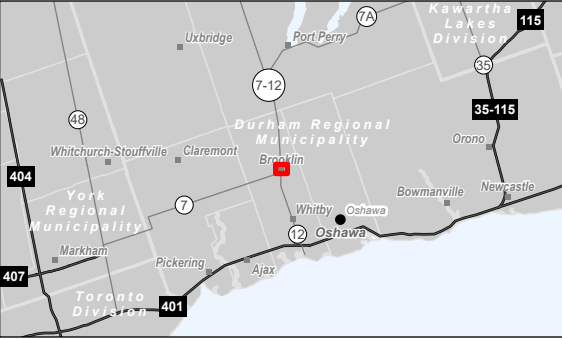 Kawartha
Lakes
Division
115
7A
Uxbridge
Port Perry
35
7-12
35-115
48
Durham Regional
Municipality
Orono
Whitchurch-Stouffville
Claremont
Brooklin
404
York
Regional
Municipality
7
Bowmanville
Newcastle
Whitby
Oshawa
12
Oshawa
Markham
Pickering
Ajax
407
Toronto
Division
401